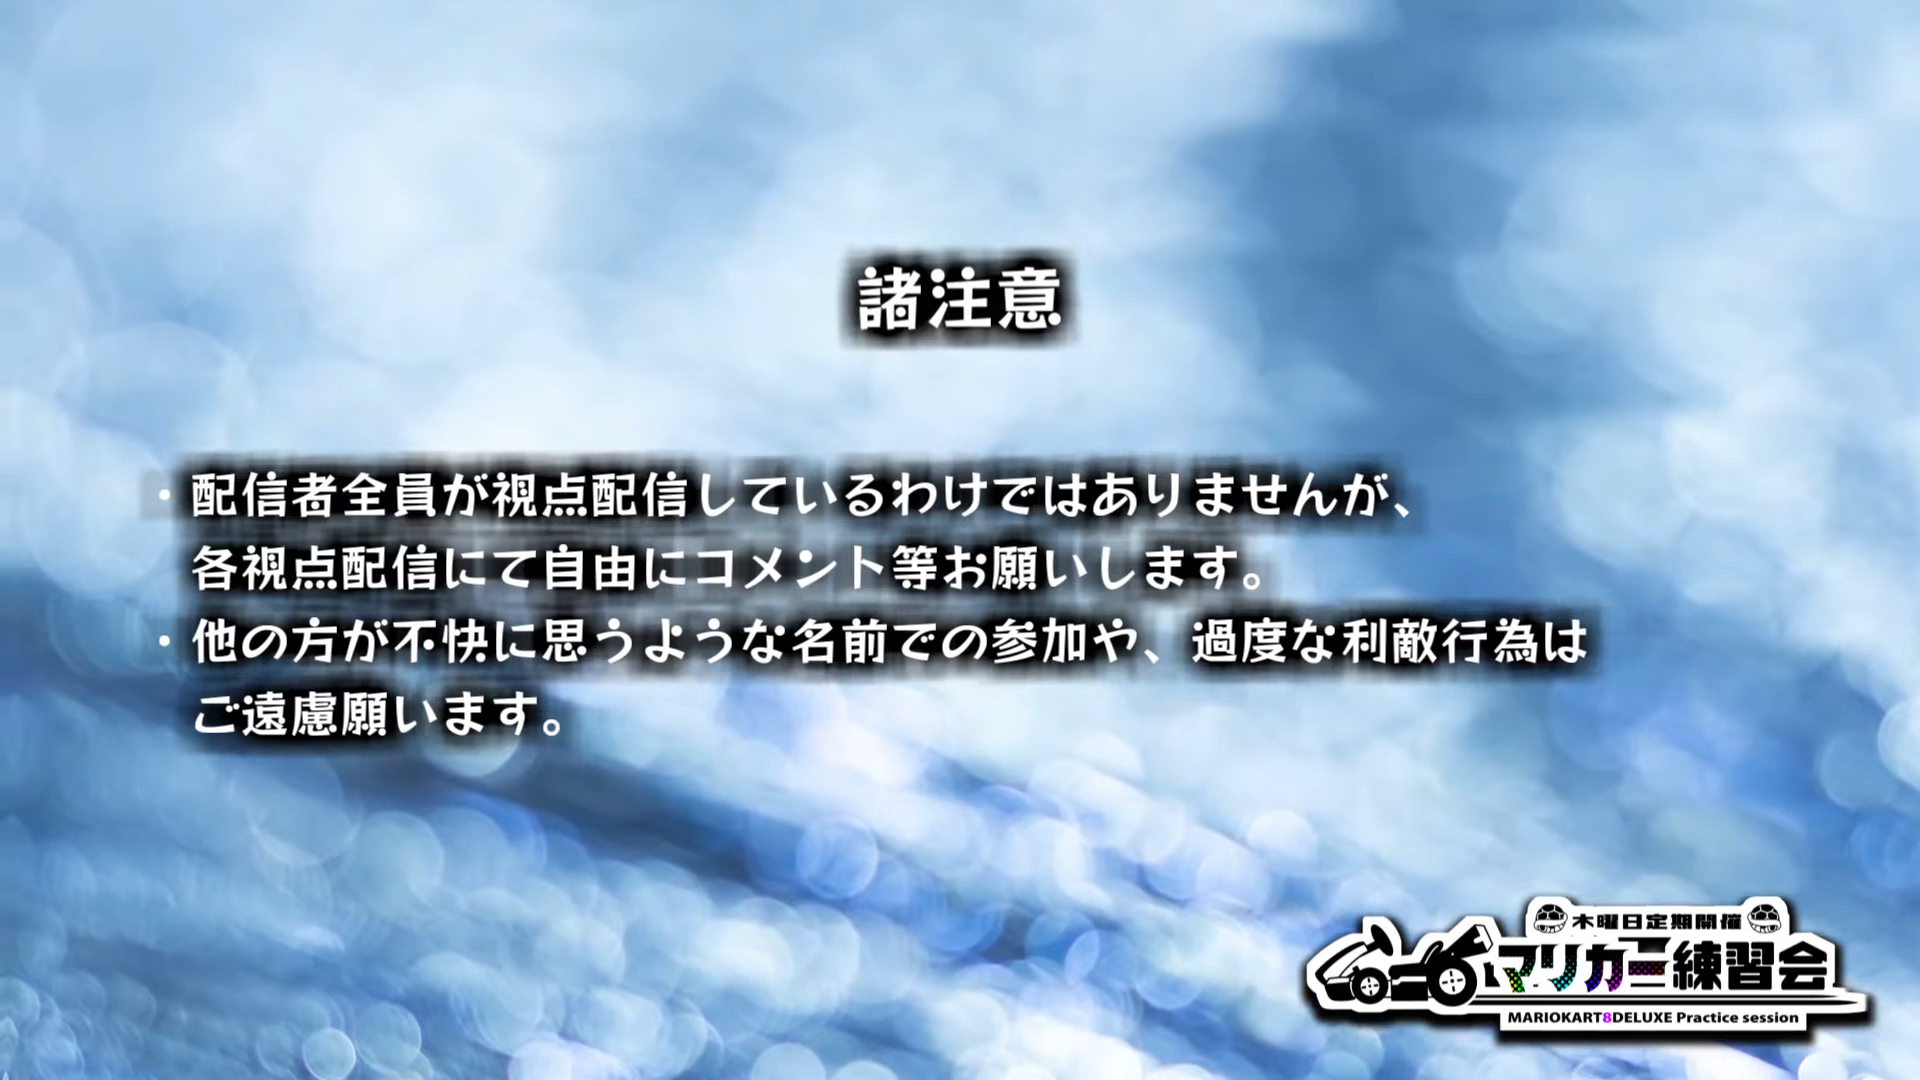 諸注意
・配信者全員が視点配信しているわけではありませんが、
各視点配信にて自由にコメント等お願いします。
・他の方が不快に思うような名前での参加や、過度な利敵行為は
ご遠慮願います。
木曜日定期開催
マリカー練習会
MARIOKART8DELUXE Practice session